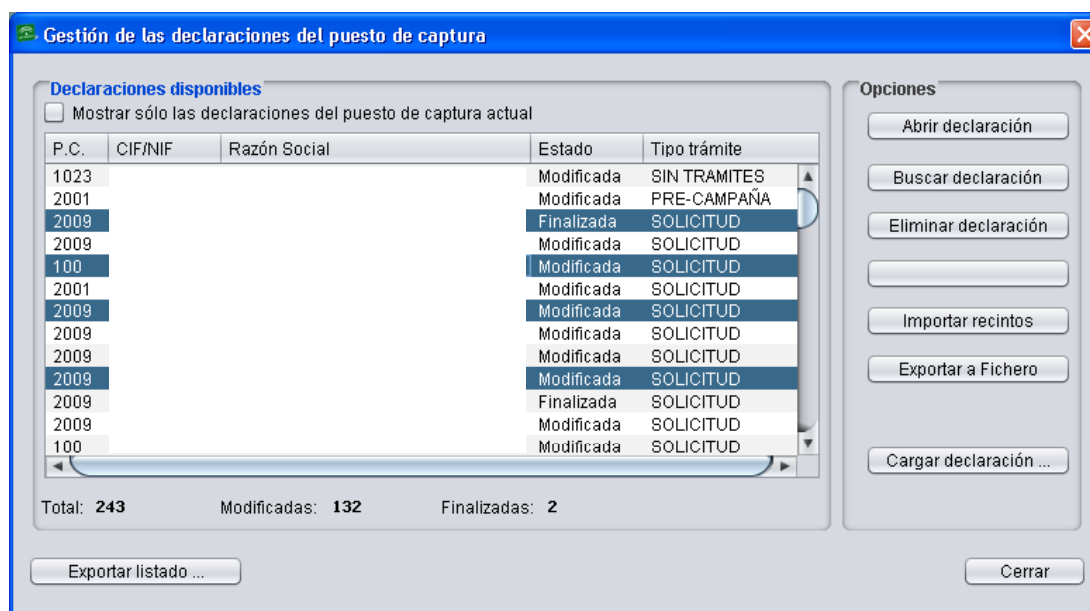 Gestión de las declaraciones del puesto de captura
Declaraciones disponibles
Mostrar sólo las declaraciones del puesto de captura actual
P.C. CIF/NIF Razón Social Estado Tipo trámite
1023 Modificada SIN TRAMITES
2001 Modificada PRE-CAMPAÑA
2009 Finalizada SOLICITUD
2009 Modificada SOLICITUD
100 Modificada SOLICITUD
2001 Modificada SOLICITUD
2009 Modificada SOLICITUD
2009 Modificada SOLICITUD
2009 Modificada SOLICITUD
2009 Modificada SOLICITUD
2009 Finalizada SOLICITUD
2009 Modificada SOLICITUD
100 Modificada SOLICITUD
Total: 243 Modificadas: 132 Finalizadas: 2
Exportar listado ...
Opciones
Abrir declaración
Buscar declaración
Eliminar declaración
Importar recintos
Exportar a Fichero
Cargar declaración ...
Cerrar